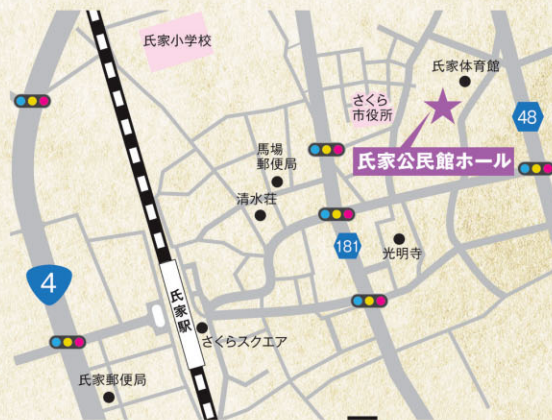 氏家小学校
氏家体育館
さくら
市役所
48
氏家公民館ホール
馬場
郵便局
清水荘
181
光明寺
4
氏家駅
さくらスクエア
氏家郵便局